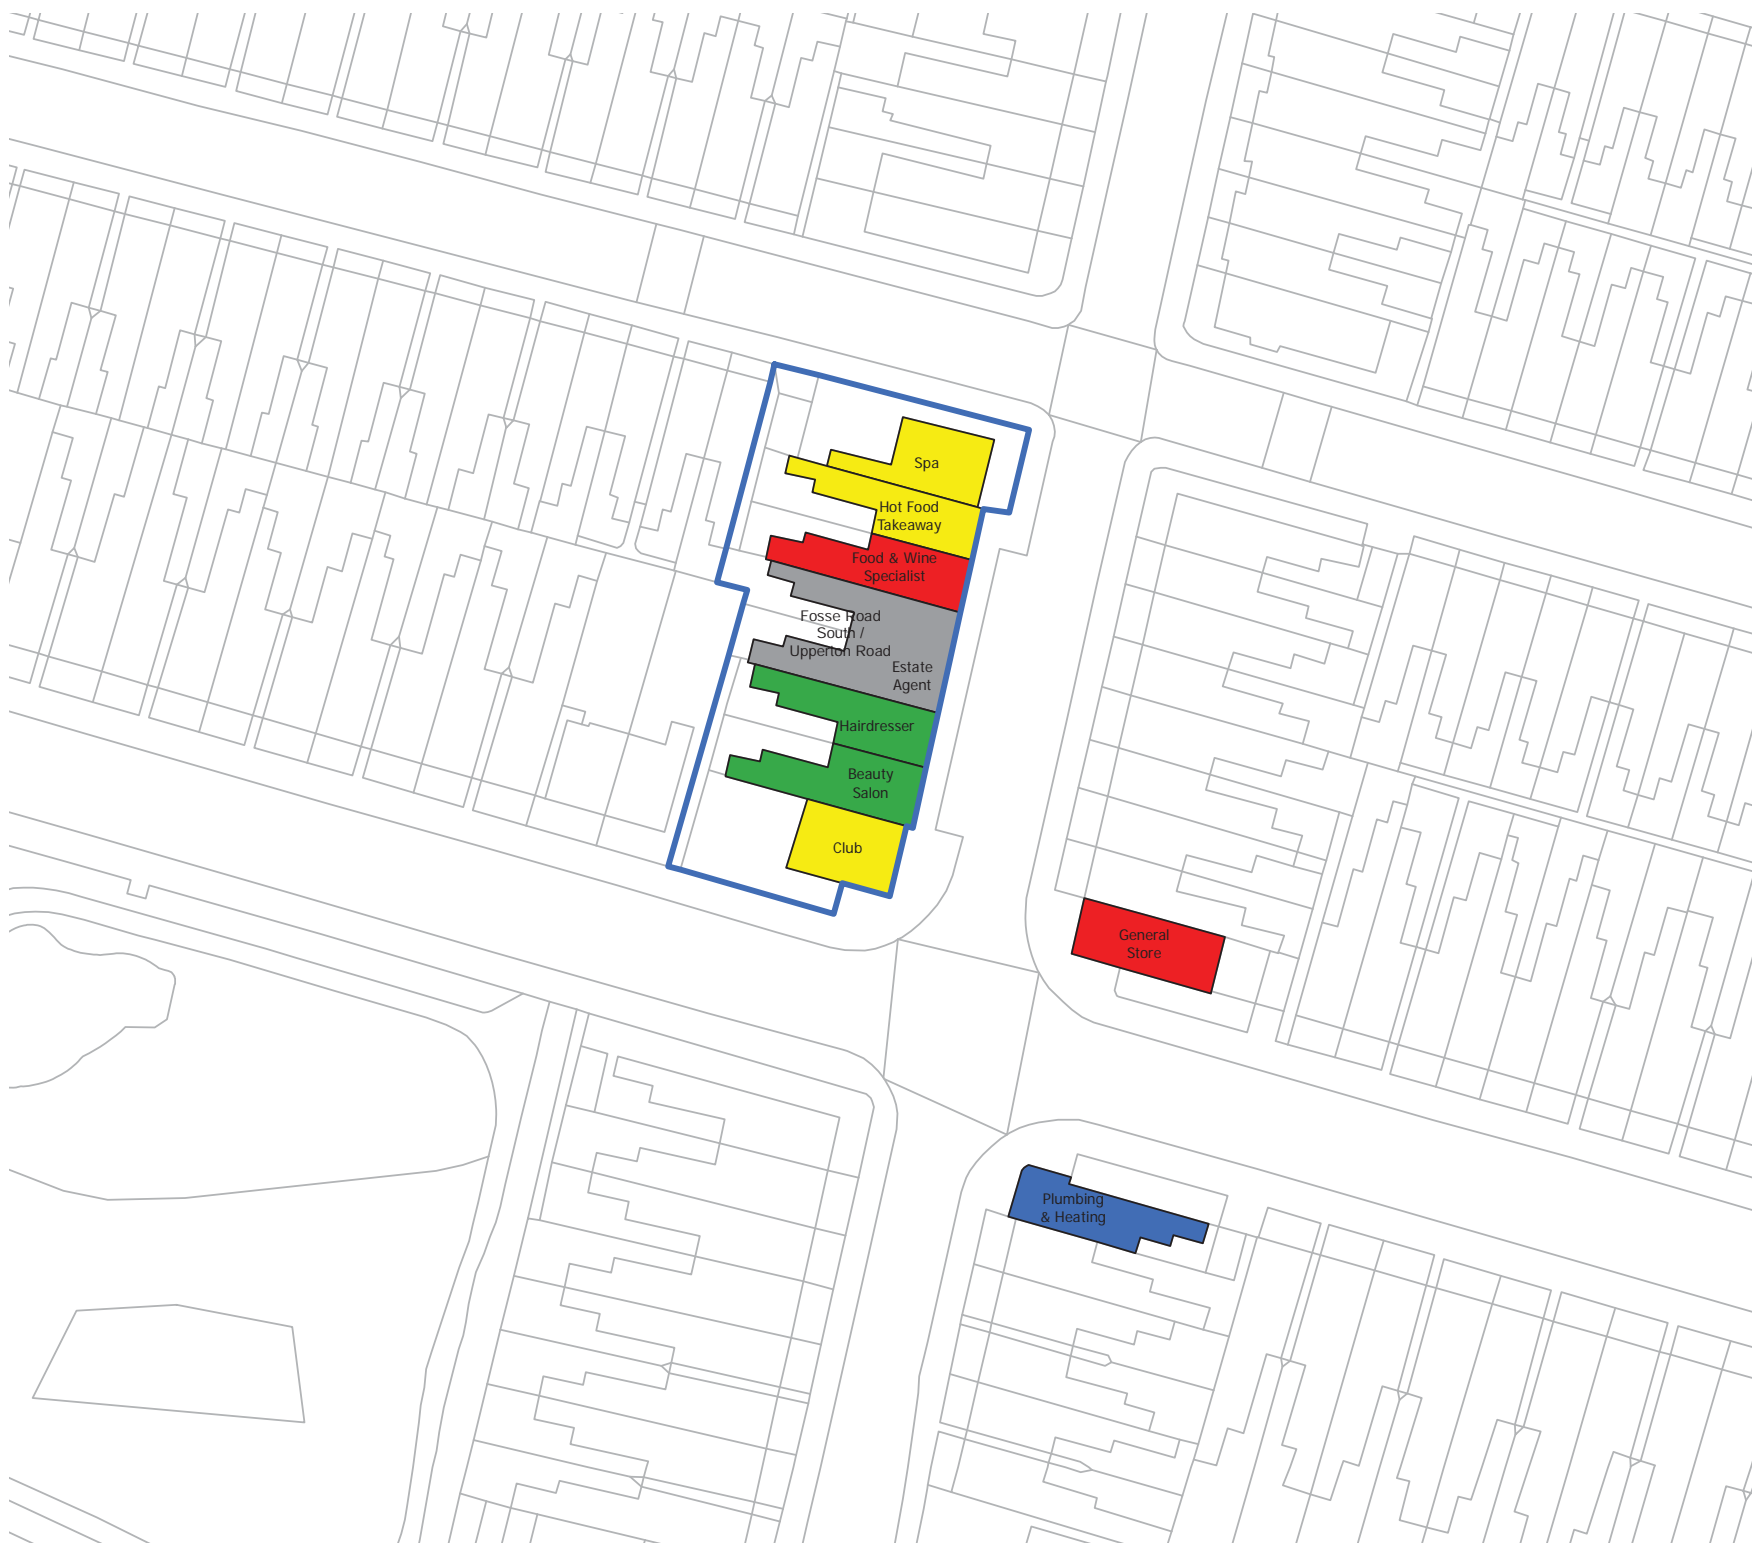 Spa
Hot Food
Takeaway
Food & Wine
Specialist
Fosse Road
South /
Upperton Road
Estate
Agent
Hairdresser
Beauty
Salon
Club
General
Store
Plumbing
& Heating